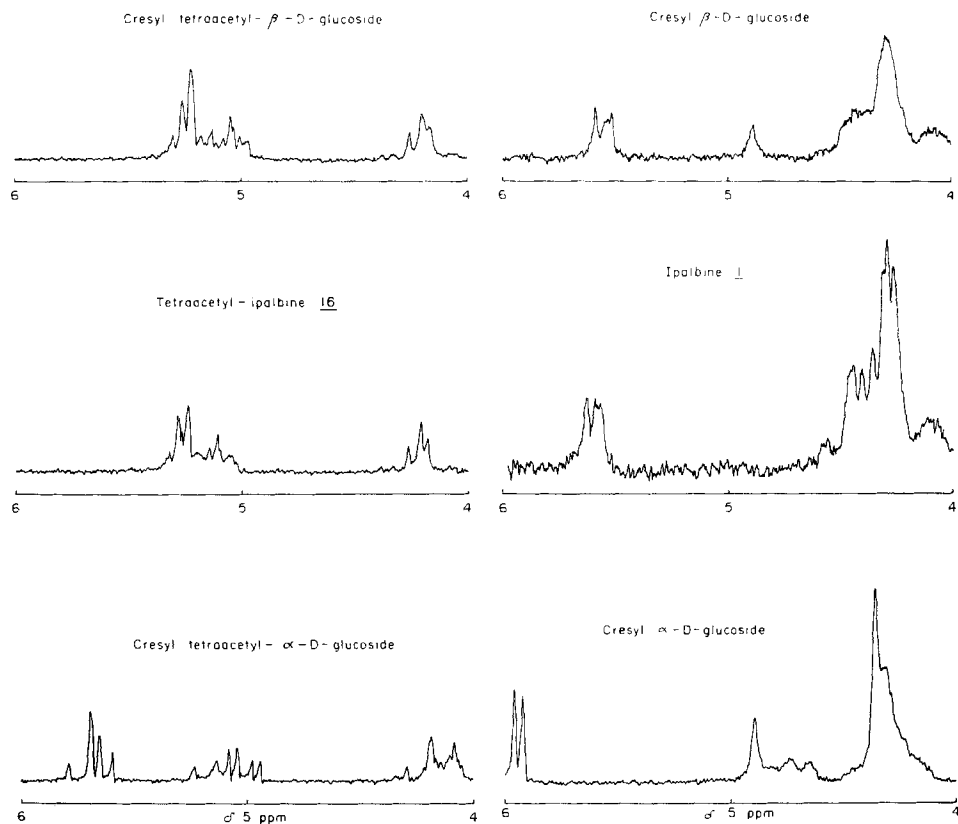 Cresyl tetraacetyl-β-D-glucoside
Cresyl β-D-glucoside
6 5 4
6 5 4
Tetraacetyl-ipalbine 16
Ipalbine 1
6 5 4
6 5 4
Cresyl tetraacetyl-α-D-glucoside
Cresyl α-D-glucoside
6 δ 5 ppm 4
6 δ 5 ppm 4